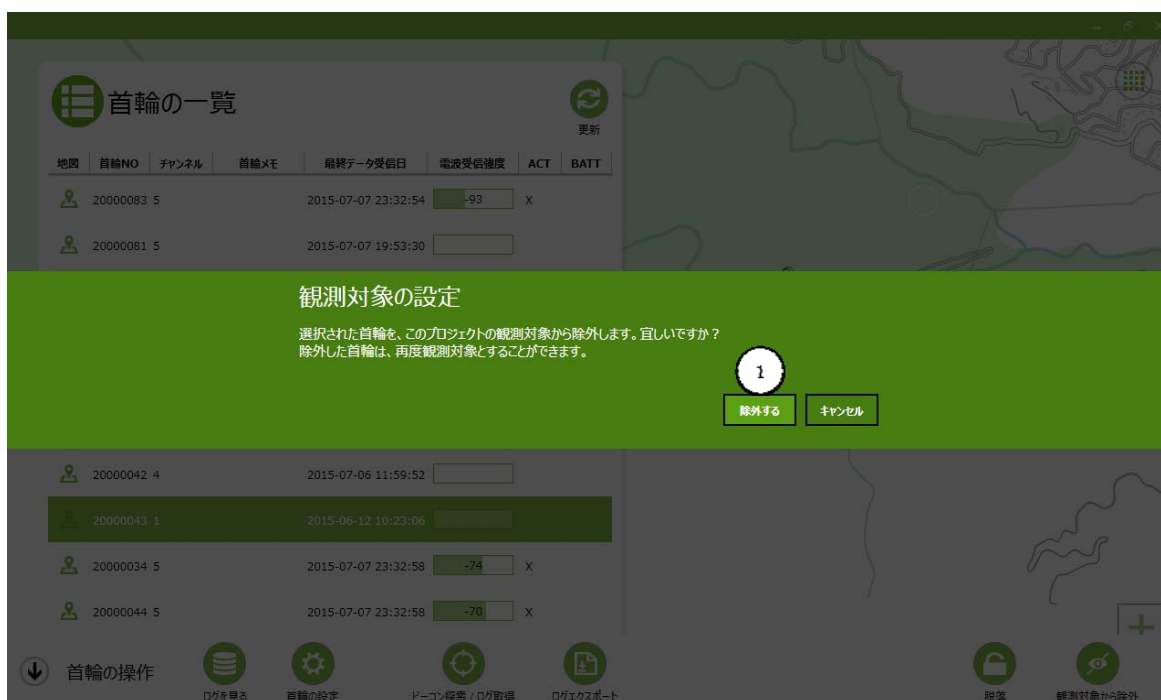 首輪の一覧
更新
地図 首輪NO チャンネル 首輪メモ 最終データ受信日 電波受信強度 ACT BATT
20000083 5 2015-07-07 23:32:54 -93 X
20000081 5 2015-07-07 19:53:30
観測対象の設定
選択された首輪を、このプロジェクトの観測対象から除外します。宜しいですか？
除外した首輪は、再度観測対象とすることができます。
1
除外する キャンセル
20000042 4 2015-07-06 11:59:52
20000043 1 2015-06-12 10:23:06
20000034 5 2015-07-07 23:32:58 -74 X
20000044 5 2015-07-07 23:32:58 -70 X
首輪の操作
ログを見る 首輪の設定 ビーコン探索 / ログ取得 ログエクスポート 脱落 観測対象から除外